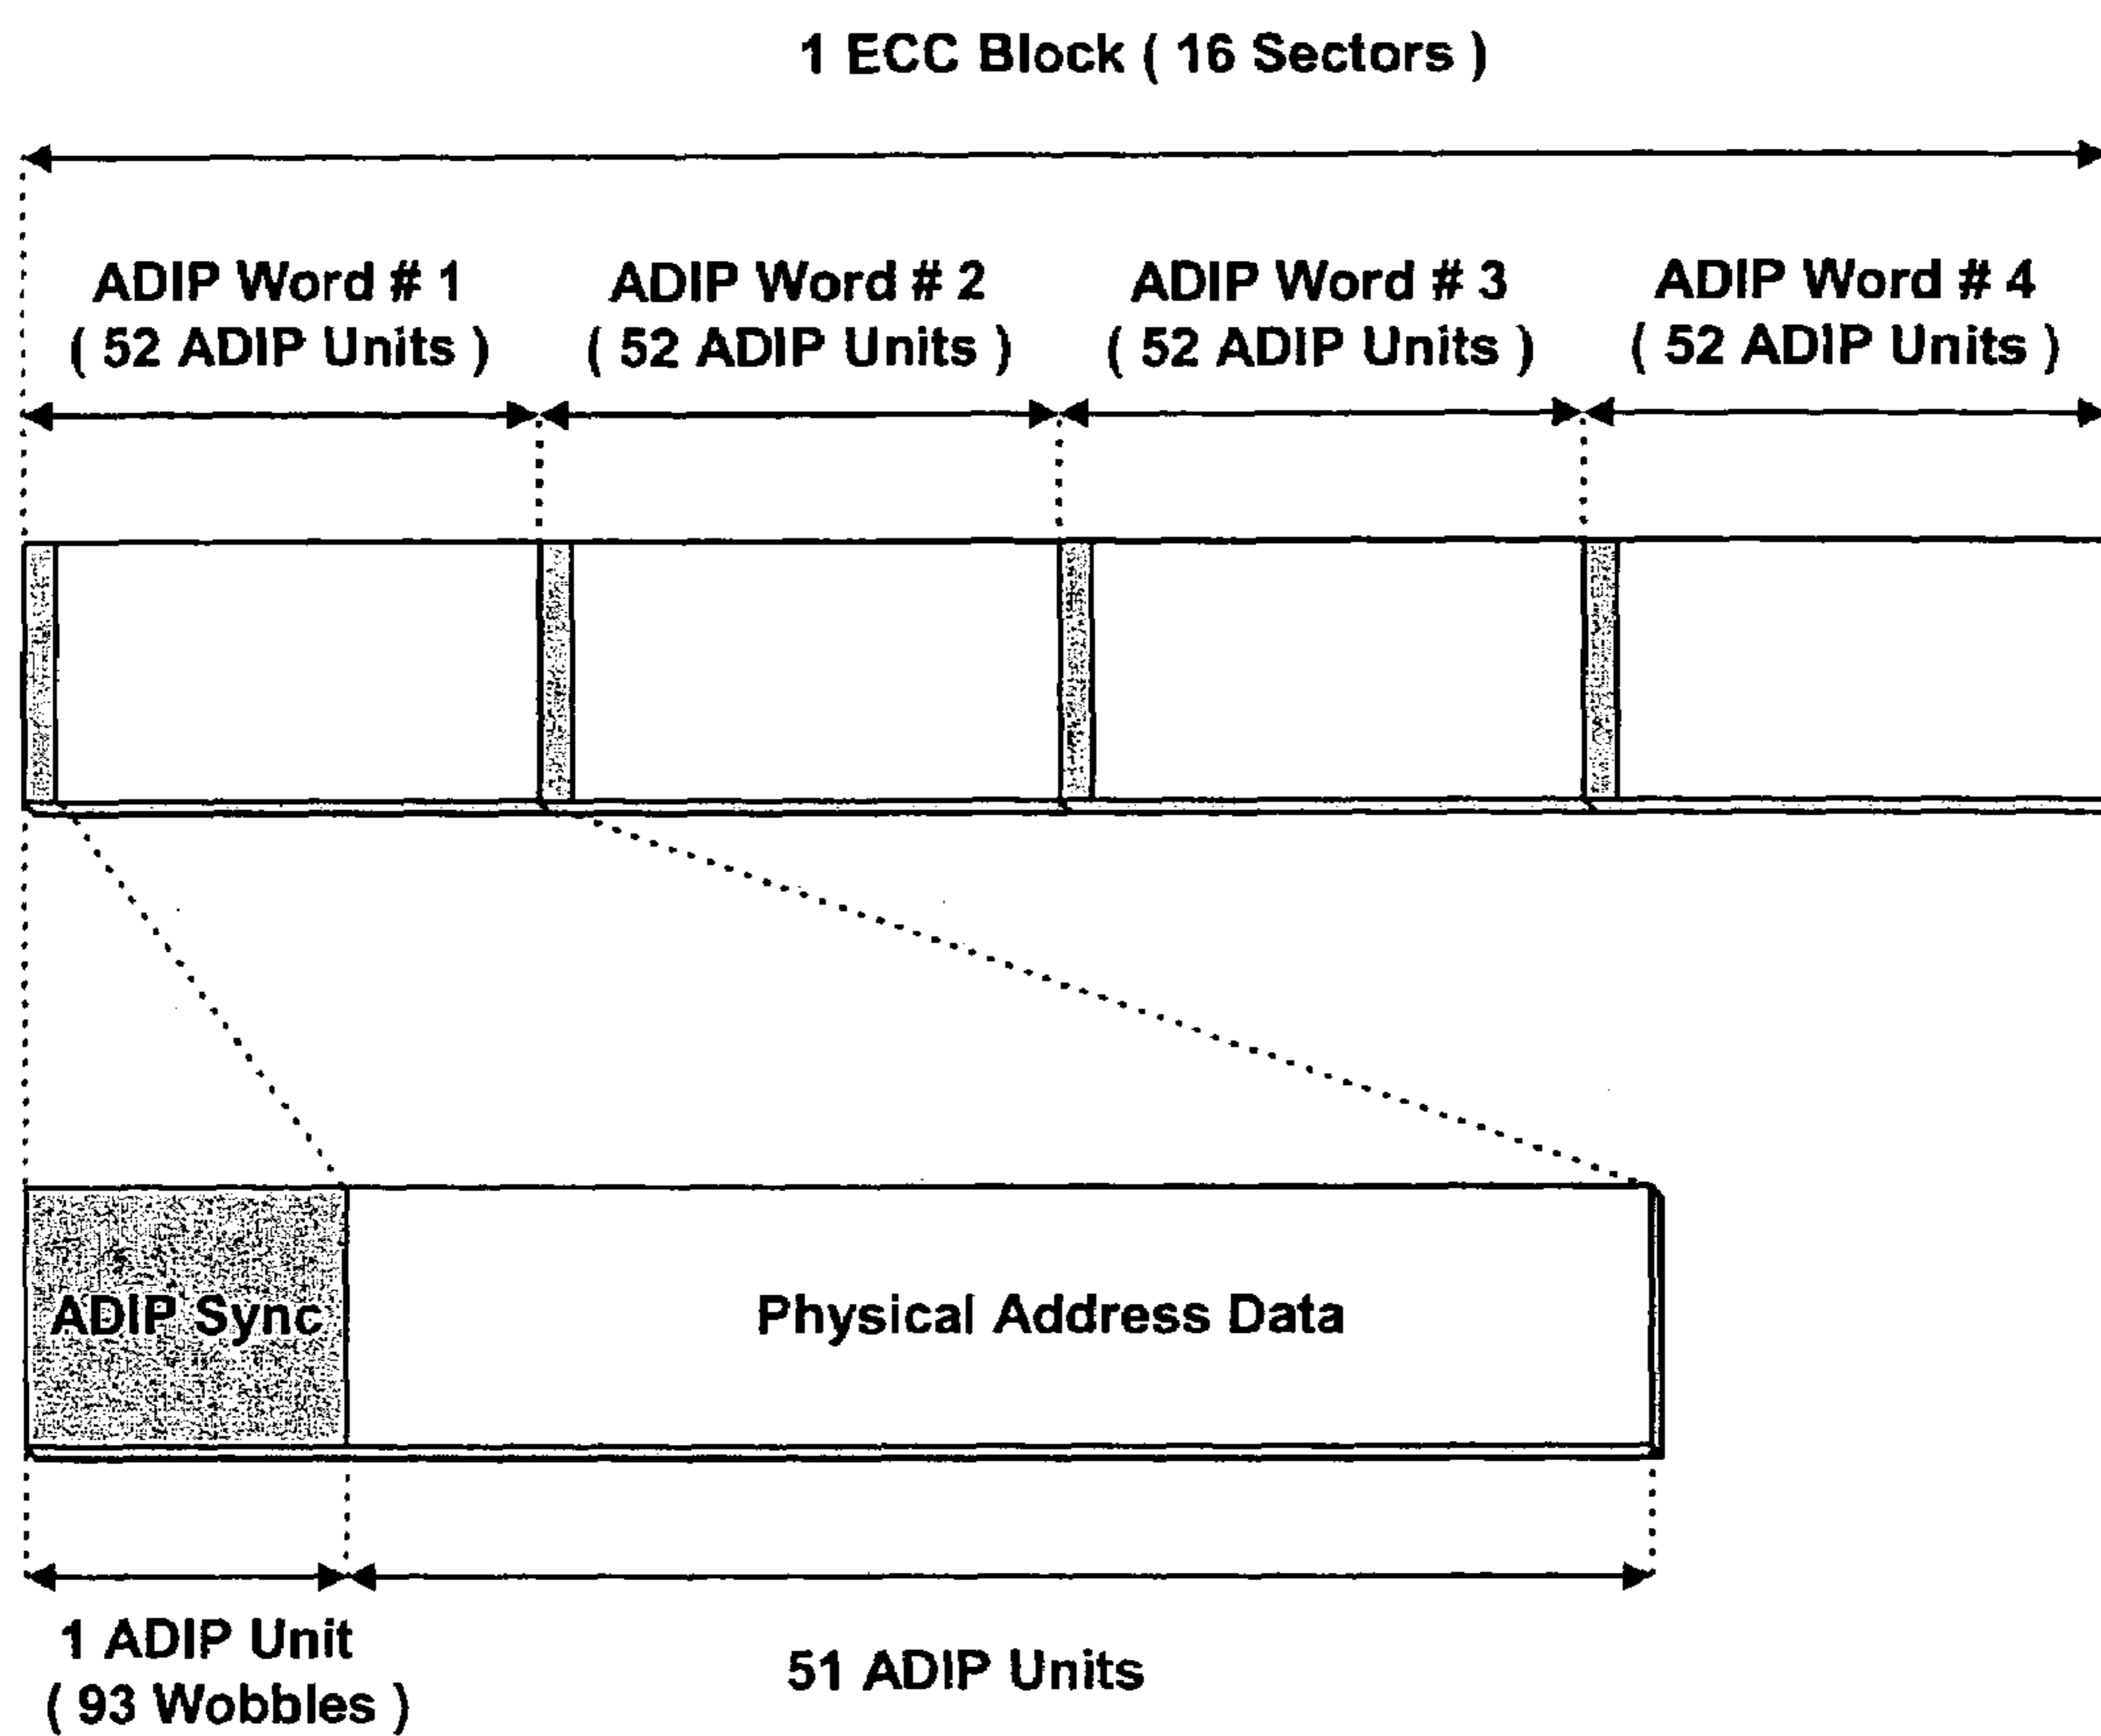 1 ECC Block ( 16 Sectors )
ADIP Word # 1
( 52 ADIP Units )
ADIP Word # 2
( 52 ADIP Units )
ADIP Word # 3
( 52 ADIP Units )
ADIP Word # 4
( 52 ADIP Units )
ADIP Sync
Physical Address Data
1 ADIP Unit
( 93 Wobbles )
51 ADIP Units